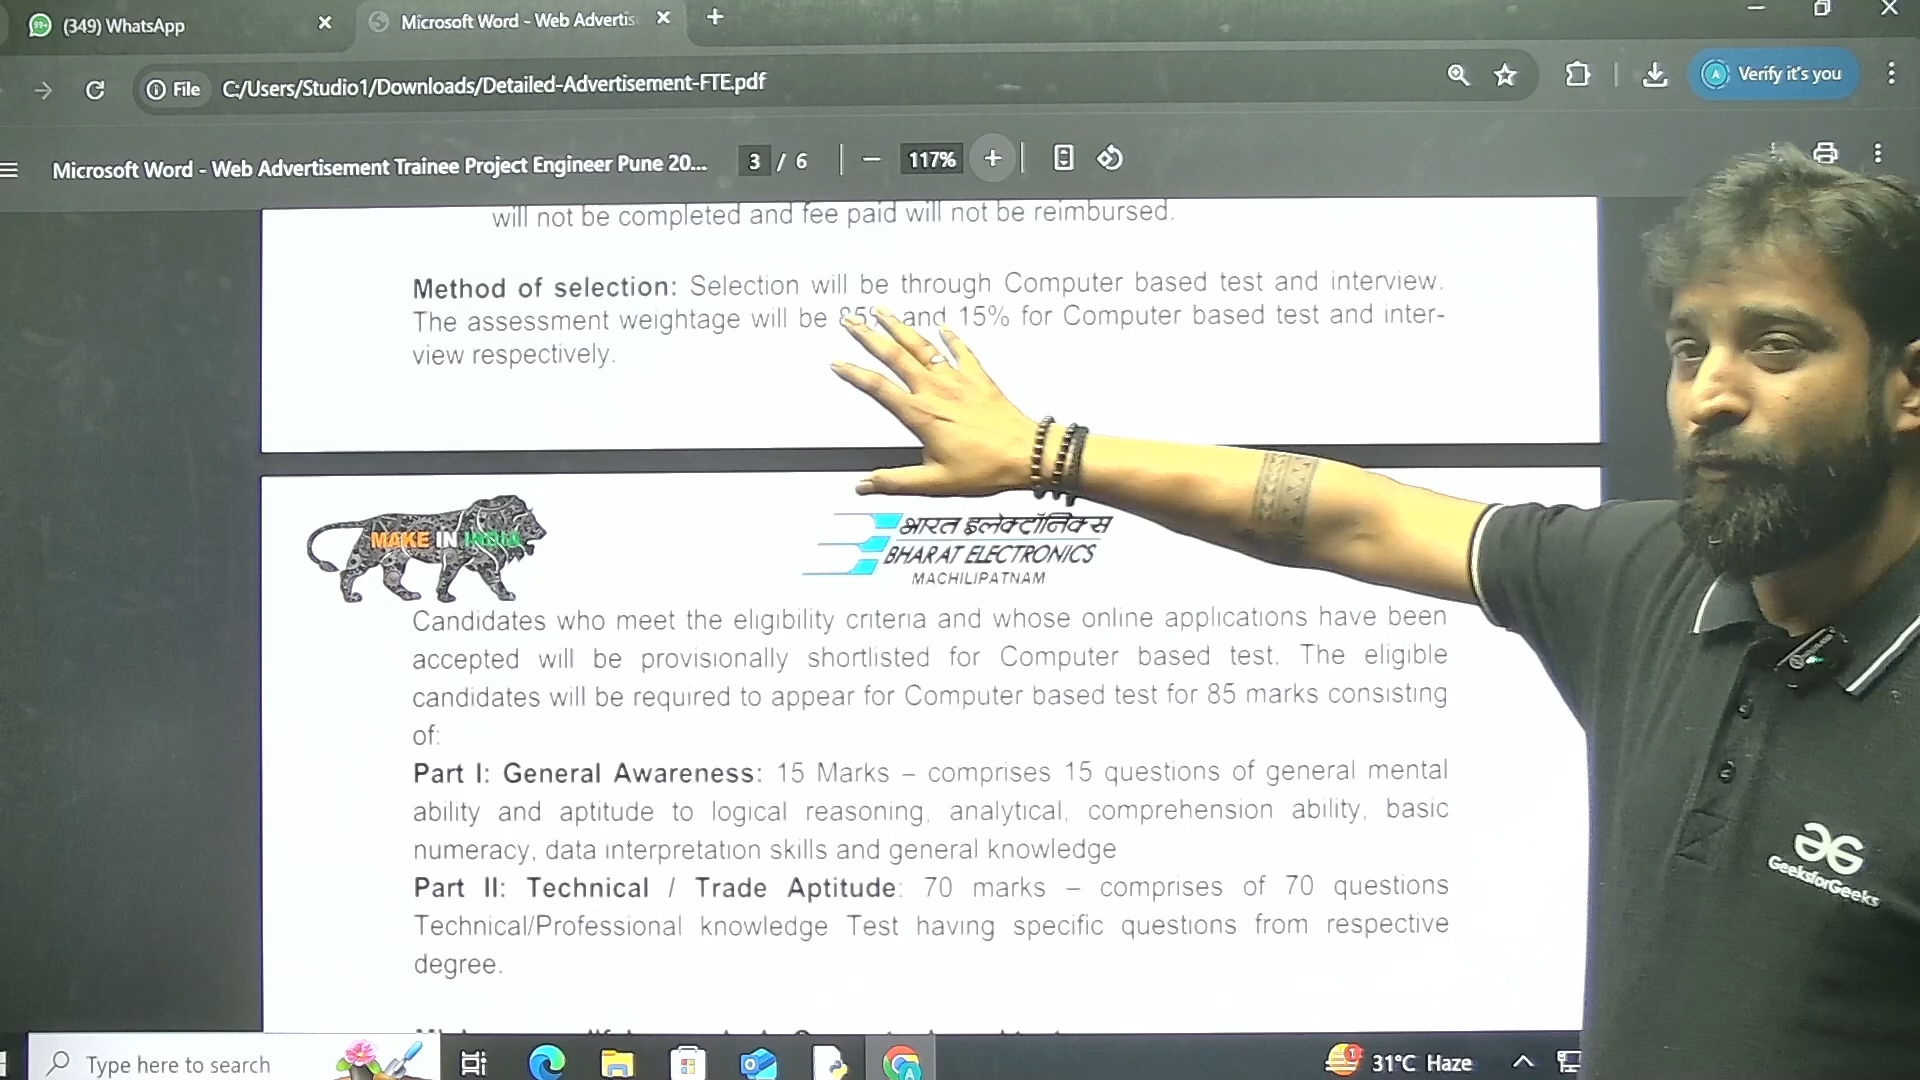 (349) WhatsApp
Microsoft Word - Web Advertis
File C:/Users/Studio1/Downloads/Detailed-Advertisement-FTE.pdf
Verify it's you
Microsoft Word - Web Advertisement Trainee Project Engineer Pune 20...
3 / 6
117%
will not be completed and fee paid will not be reimbursed.
Method of selection: Selection will be through Computer based test and interview.
The assessment weightage will be 85% and 15% for Computer based test and inter-
view respectively.
MAKE IN INDIA
भारत इलेक्ट्रॉनिक्स
BHARAT ELECTRONICS
MACHILIPATNAM
Candidates who meet the eligibility criteria and whose online applications have been
accepted will be provisionally shortlisted for Computer based test. The eligible
candidates will be required to appear for Computer based test for 85 marks consisting
of:
Part I: General Awareness: 15 Marks – comprises 15 questions of general mental
ability and aptitude to logical reasoning, analytical, comprehension ability, basic
numeracy, data interpretation skills and general knowledge
Part II: Technical / Trade Aptitude: 70 marks – comprises of 70 questions
Technical/Professional knowledge Test having specific questions from respective
degree.
GeeksforGeeks
Type here to search
31°C Haze